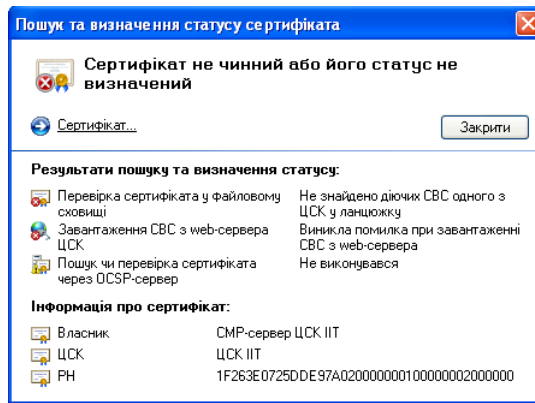 Пошук та визначення статусу сертифіката
Сертифікат не чинний або його статус не
визначений
Сертифікат...
Закрити
Результати пошуку та визначення статусу:
Перевірка сертифіката у файловому
сховищі
Не знайдено діючих СВС одного з
ЦСК у ланцюжку
Завантаження СВС з web-сервера
ЦСК
Виникла помилка при завантаженні
СВС з web-сервера
Пошук чи перевірка сертифіката
через OCSP-сервер
Не виконувався
Інформація про сертифікат:
Власник
CMP-сервер ЦСК ІІТ
ЦСК
ЦСК ІІТ
РН
1F263E0725DDE97A020000000100000002000000